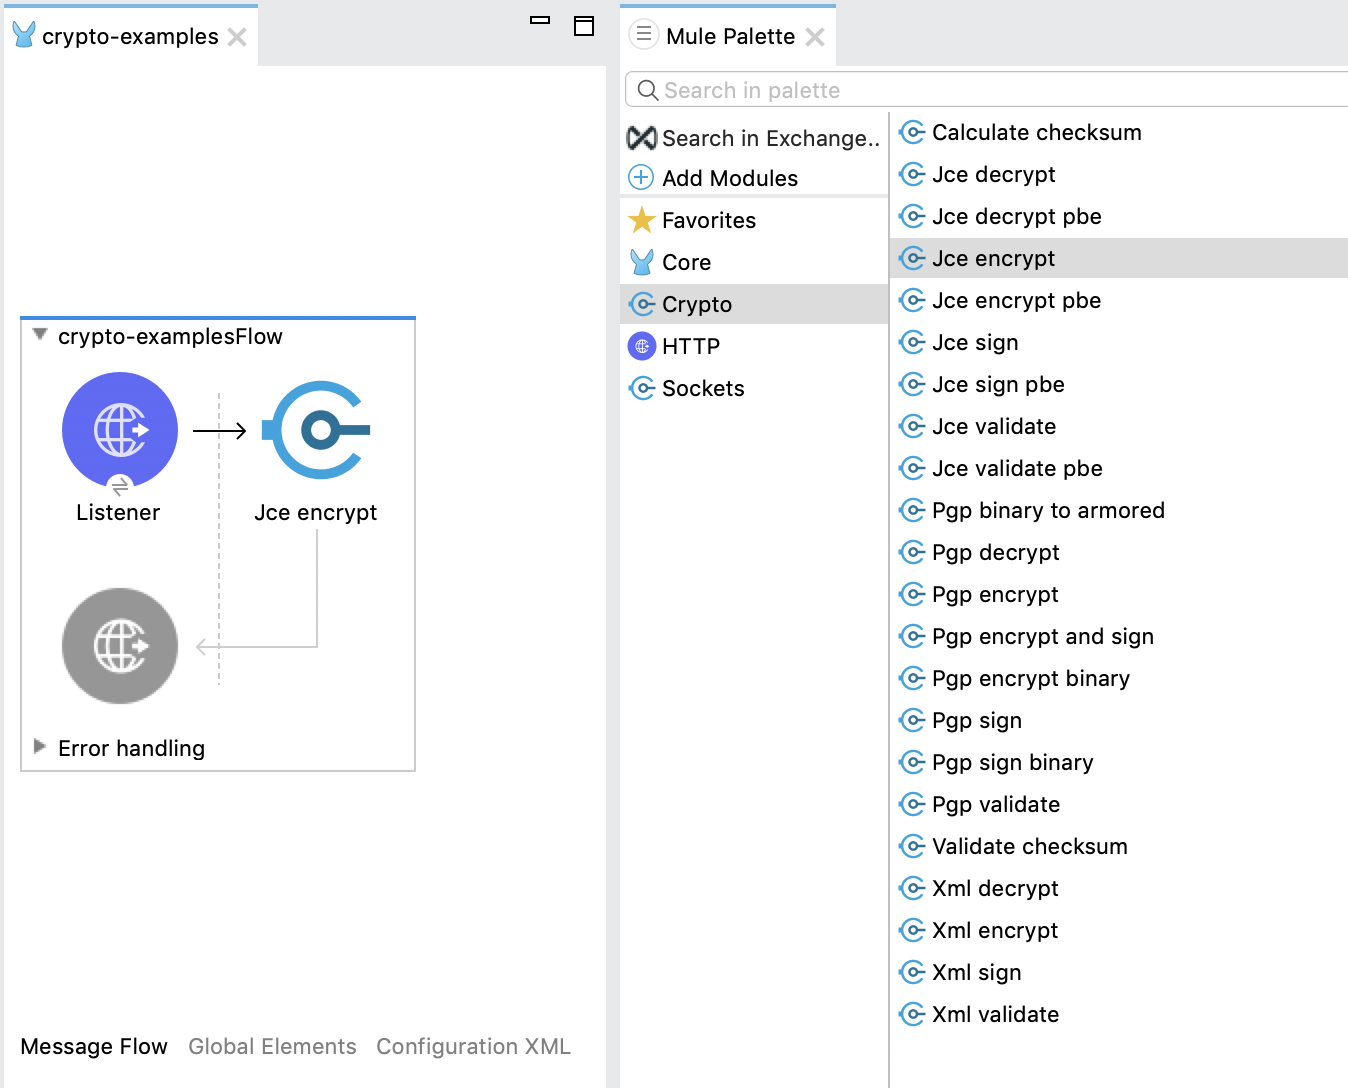 crypto-examples
crypto-examplesFlow
Listener
Jce encrypt
Error handling
Message Flow
Global Elements
Configuration XML
Mule Palette
Search in palette
Search in Exchange..
Add Modules
Favorites
Core
Crypto
HTTP
Sockets
Calculate checksum
Jce decrypt
Jce decrypt pbe
Jce encrypt
Jce encrypt pbe
Jce sign
Jce sign pbe
Jce validate
Jce validate pbe
Pgp binary to armored
Pgp decrypt
Pgp encrypt
Pgp encrypt and sign
Pgp encrypt binary
Pgp sign
Pgp sign binary
Pgp validate
Validate checksum
Xml decrypt
Xml encrypt
Xml sign
Xml validate